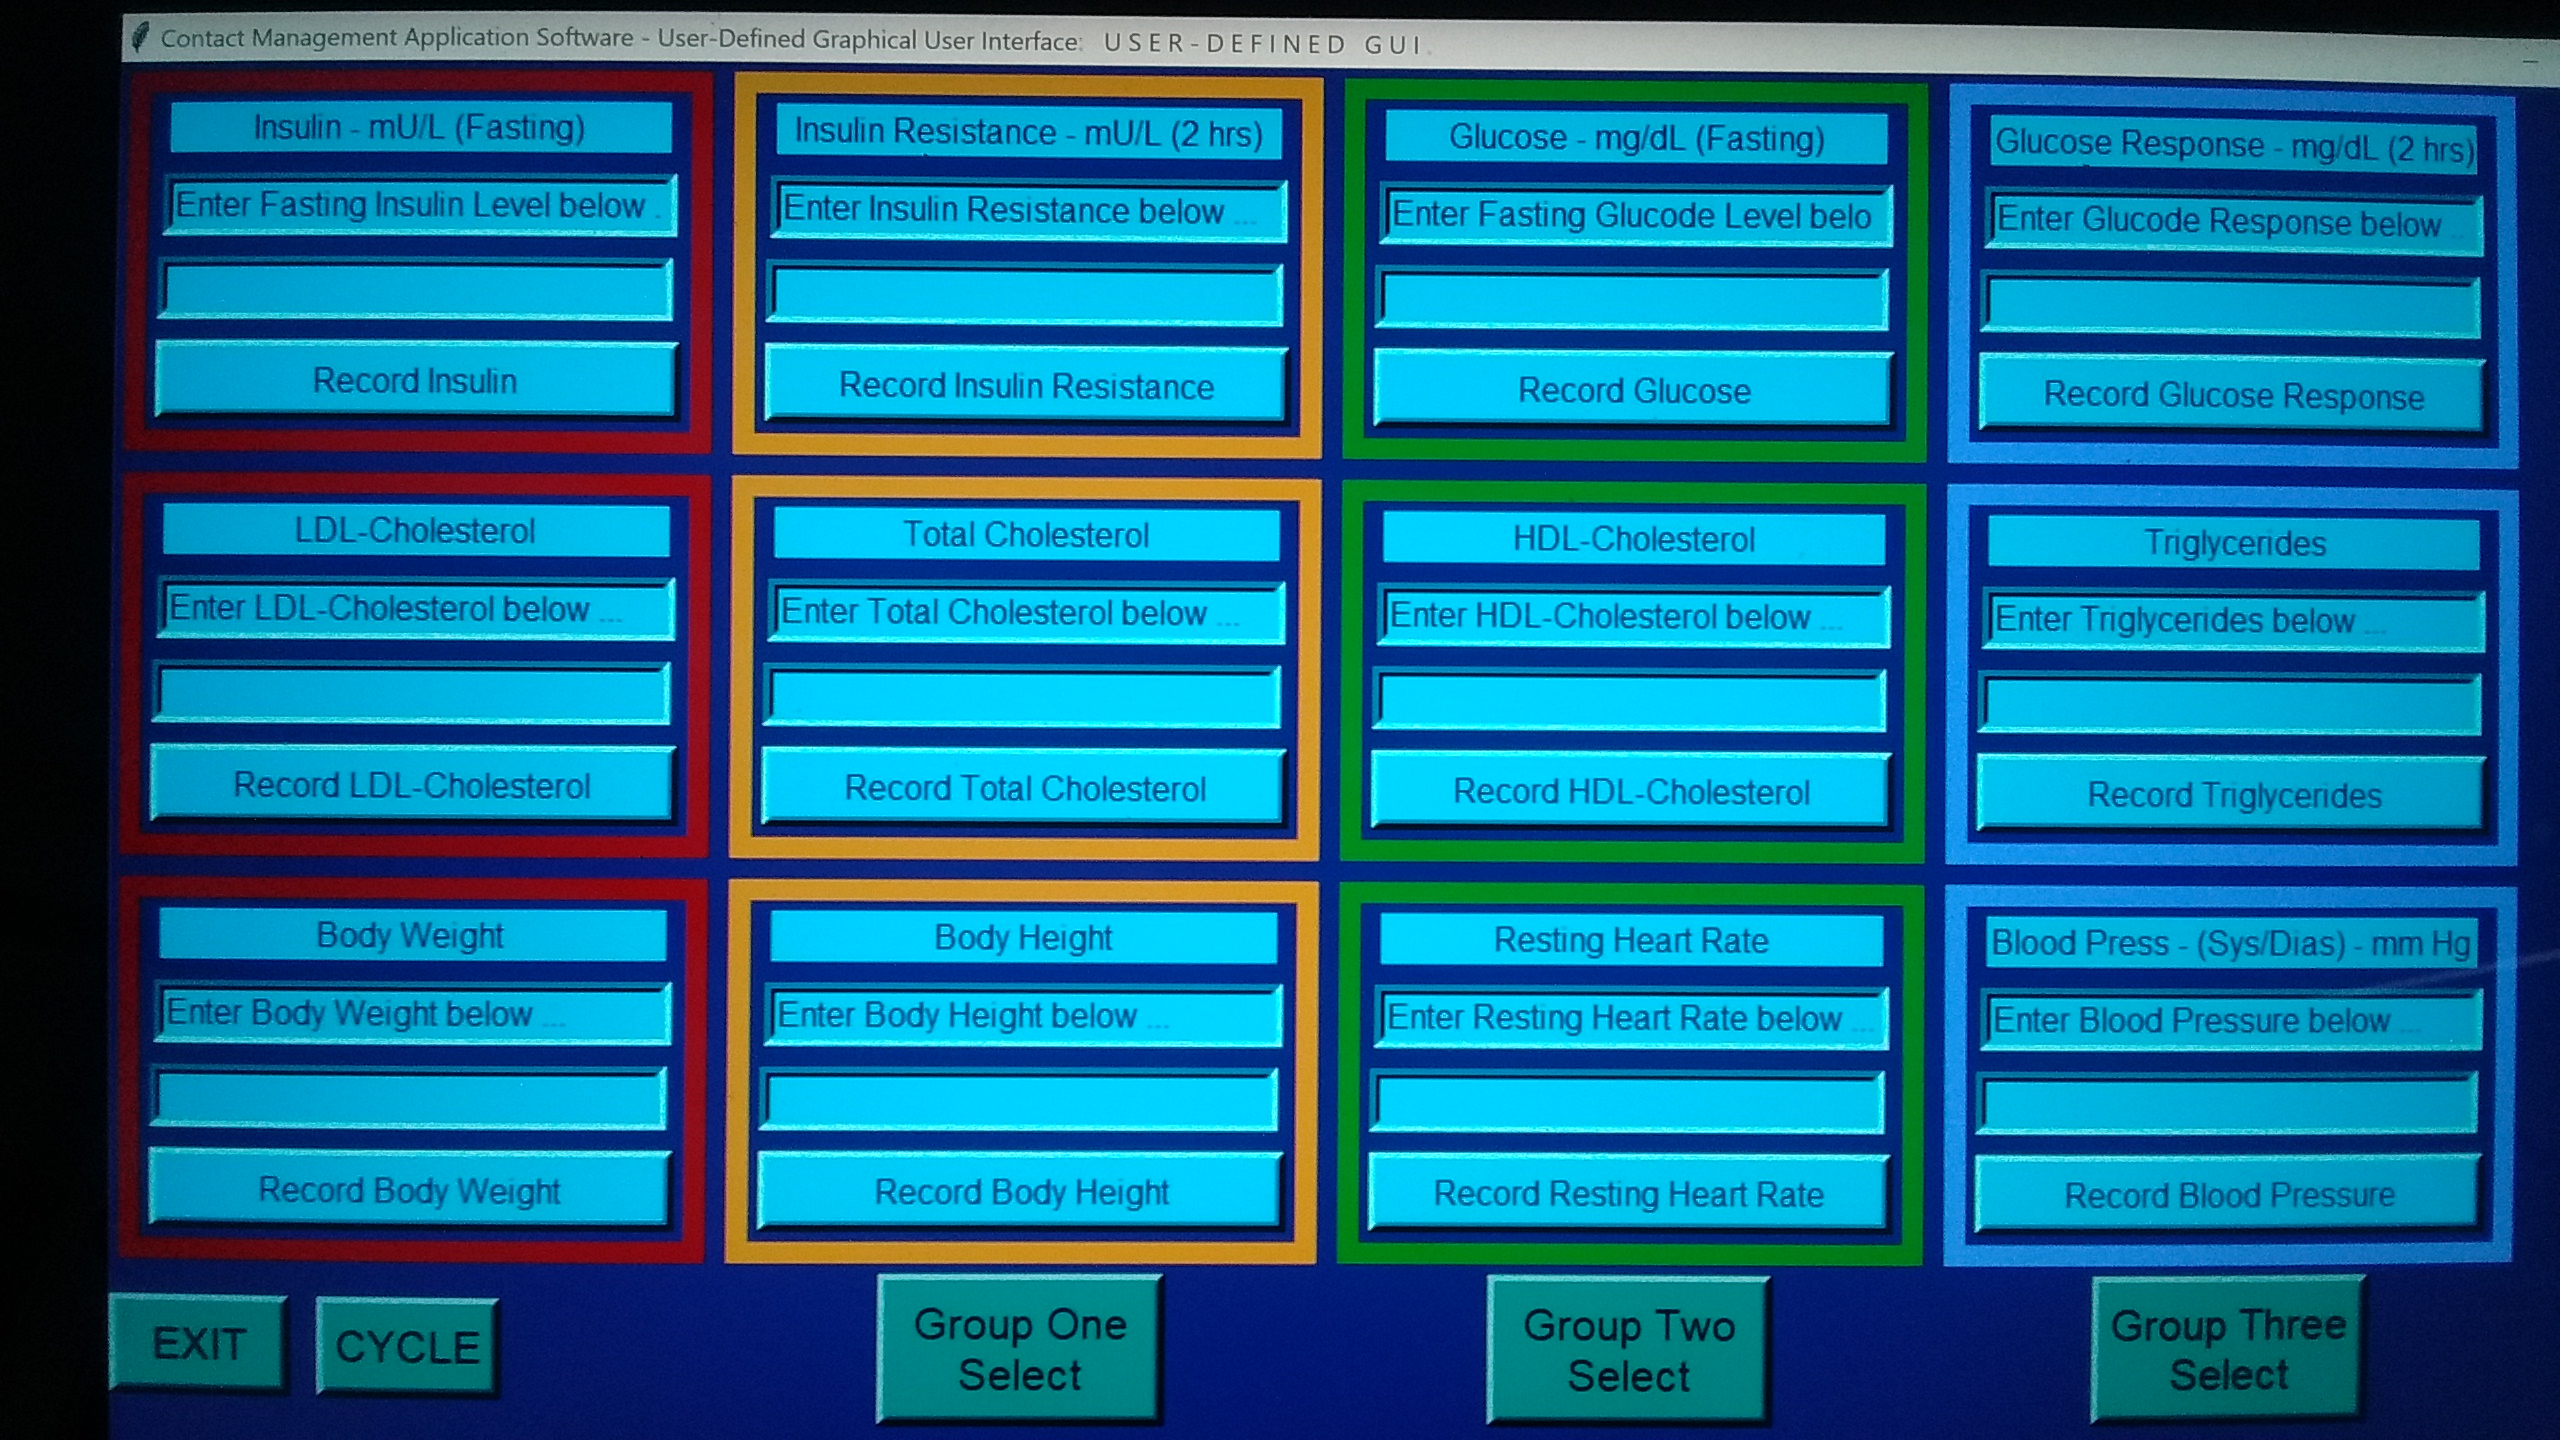 Contact Management Application Software - User-Defined Graphical User Interface: USER-DEFINED GUI
Insulin - mU/L (Fasting)
Enter Fasting Insulin Level below .
Record Insulin
Insulin Resistance - mU/L (2 hrs)
Enter Insulin Resistance below ...
Record Insulin Resistance
Glucose - mg/dL (Fasting)
Enter Fasting Glucode Level belo
Record Glucose
Glucose Response - mg/dL (2 hrs)
Enter Glucode Response below ...
Record Glucose Response
LDL-Cholesterol
Enter LDL-Cholesterol below ...
Record LDL-Cholesterol
Total Cholesterol
Enter Total Cholesterol below ...
Record Total Cholesterol
HDL-Cholesterol
Enter HDL-Cholesterol below ...
Record HDL-Cholesterol
Triglycerides
Enter Triglycerides below ...
Record Triglycerides
Body Weight
Enter Body Weight below ...
Record Body Weight
Body Height
Enter Body Height below ...
Record Body Height
Resting Heart Rate
Enter Resting Heart Rate below ...
Record Resting Heart Rate
Blood Press - (Sys/Dias) - mm Hg
Enter Blood Pressure below ...
Record Blood Pressure
EXIT
CYCLE
Group One
Select
Group Two
Select
Group Three
Select